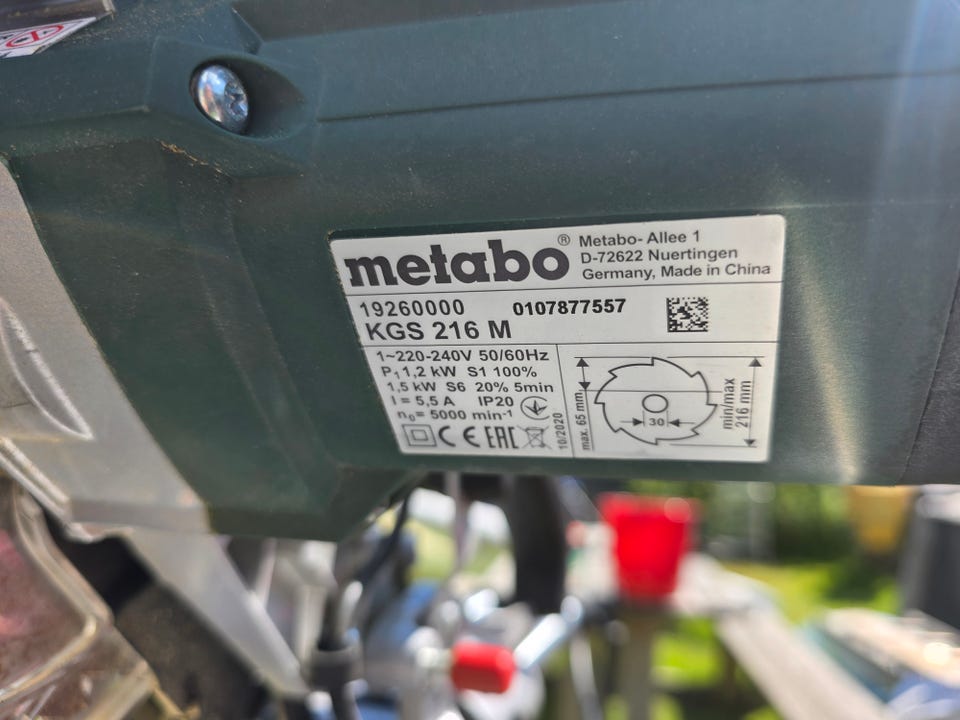 metabo®
Metabo- Allee 1
D-72622 Nuertingen
Germany, Made in China
19260000 0107877557
KGS 216 M
1~220-240V 50/60Hz
P₁ 1,2 kW S1 100%
1,5 kW S6 20% 5min
I = 5,5 A IP20
n₀= 5000 min⁻¹
CE EAC
10/2020
max. 65 mm
30
min/max
216 mm